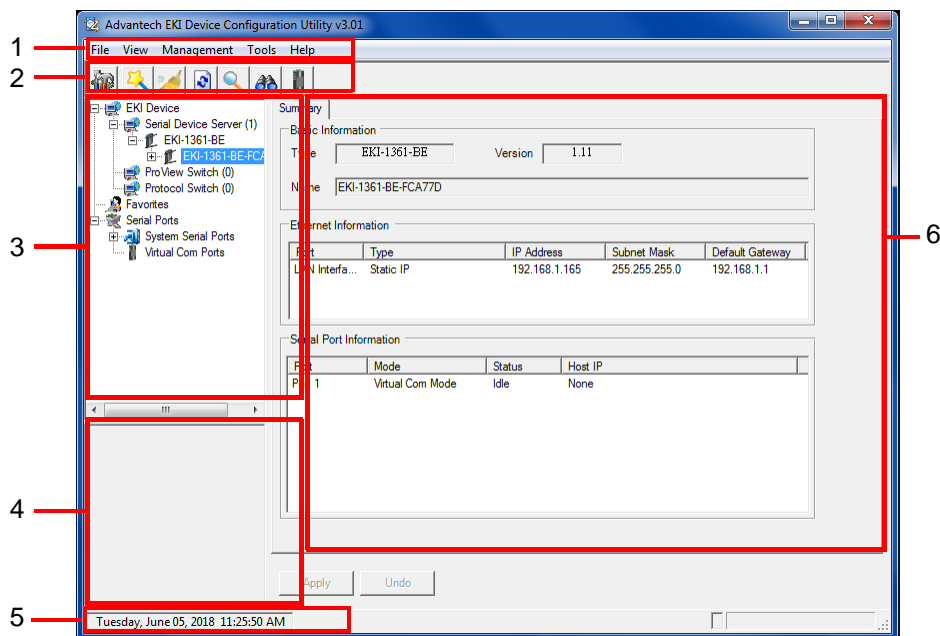 Advantech EKI Device Configuration Utility v3.01
1
File View Management Tools Help
2
EKI Device
Serial Device Server (1)
EKI-1361-BE
EKI-1361-BE-FCA
ProView Switch (0)
Protocol Switch (0)
Favorites
Serial Ports
System Serial Ports
Virtual Com Ports
3
4
Summary
Basic Information
Type EKI-1361-BE Version 1.11
Name EKI-1361-BE-FCA77D
Ethernet Information
Port Type IP Address Subnet Mask Default Gateway
LAN Interfa... Static IP 192.168.1.165 255.255.255.0 192.168.1.1
Serial Port Information
Port Mode Status Host IP
Port 1 Virtual Com Mode Idle None
6
Apply Undo
5
Tuesday, June 05, 2018 11:25:50 AM